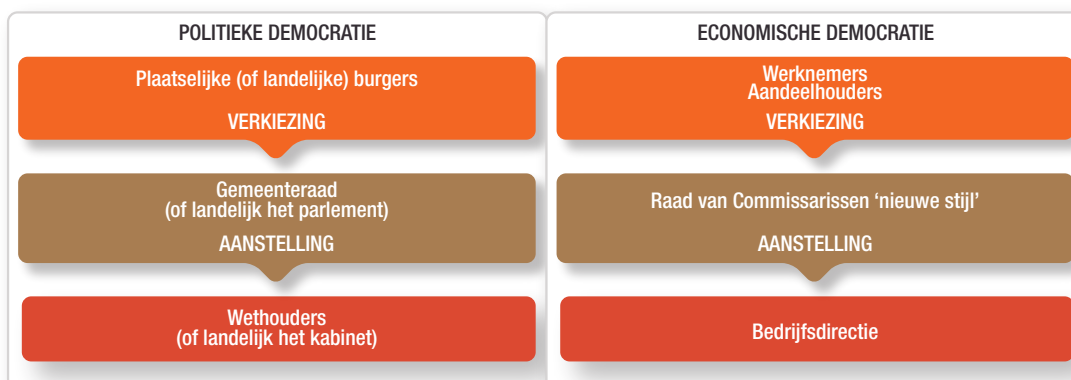 POLITIEKE DEMOCRATIE
Plaatselijke (of landelijke) burgers
VERKIEZING
Gemeenteraad
(of landelijk het parlement)
AANSTELLING
Wethouders
(of landelijk het kabinet)
ECONOMISCHE DEMOCRATIE
Werknemers
Aandeelhouders
VERKIEZING
Raad van Commissarissen ‘nieuwe stijl’
AANSTELLING
Bedrijfsdirectie